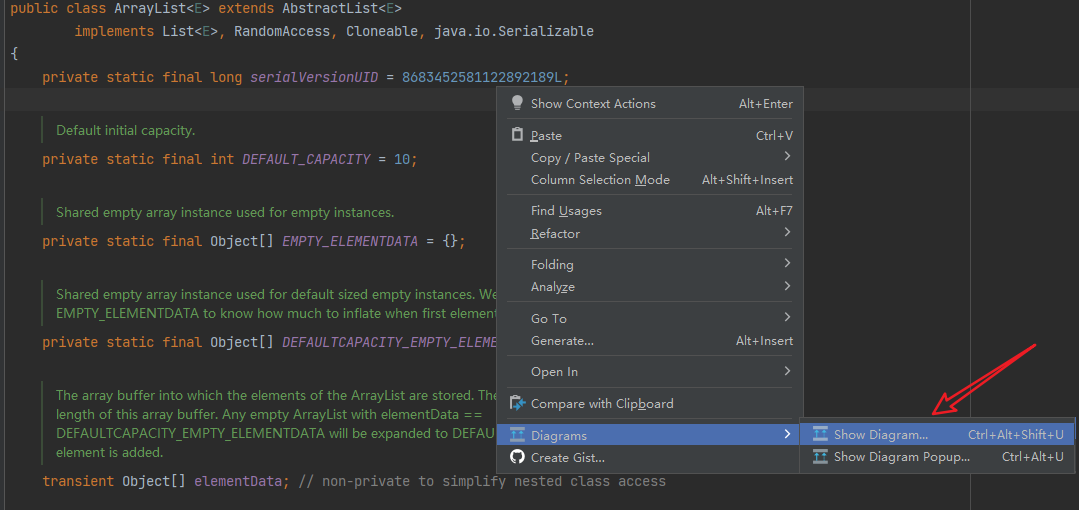 public class ArrayList<E> extends AbstractList<E>
implements List<E>, RandomAccess, Cloneable, java.io.Serializable
{
private static final long serialVersionUID = 8683452581122892189L;
Default initial capacity.
private static final int DEFAULT_CAPACITY = 10;
Shared empty array instance used for empty instances.
private static final Object[] EMPTY_ELEMENTDATA = {};
Shared empty array instance used for default sized empty instances. We
EMPTY_ELEMENTDATA to know how much to inflate when first element
private static final Object[] DEFAULTCAPACITY_EMPTY_ELEME
The array buffer into which the elements of the ArrayList are stored. The
length of this array buffer. Any empty ArrayList with elementData ==
DEFAULTCAPACITY_EMPTY_ELEMENTDATA will be expanded to DEFAU
element is added.
transient Object[] elementData; // non-private to simplify nested class access
Show Context Actions Alt+Enter
Paste Ctrl+V
Copy / Paste Special
Column Selection Mode Alt+Shift+Insert
Find Usages Alt+F7
Refactor
Folding
Analyze
Go To
Generate... Alt+Insert
Open In
Compare with Clipboard
Diagrams
Create Gist...
Show Diagram... Ctrl+Alt+Shift+U
Show Diagram Popup... Ctrl+Alt+U